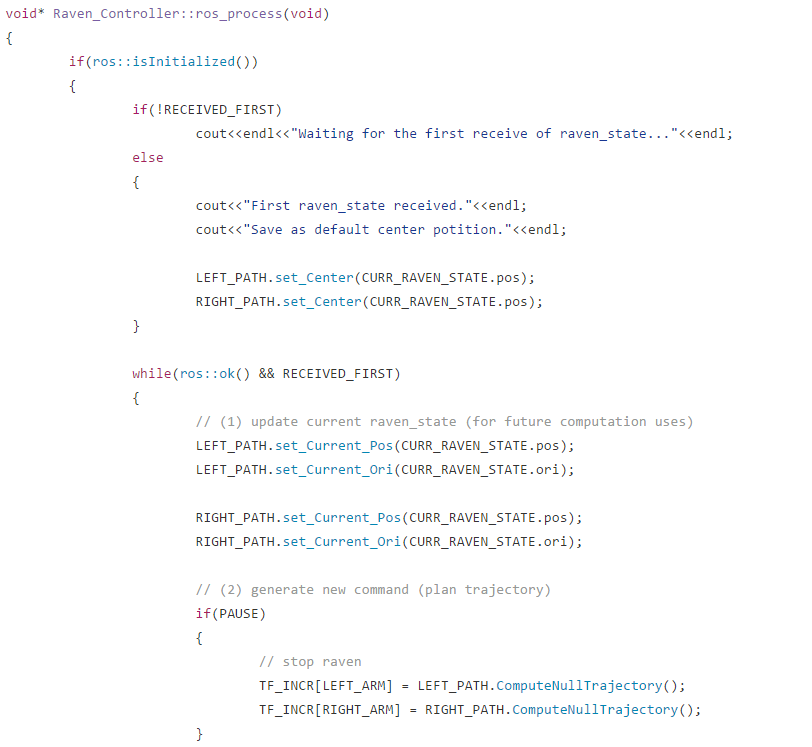 void* Raven_Controller::ros_process(void)
{
if(ros::isInitialized())
{
if(!RECEIVED_FIRST)
cout<<endl<<"Waiting for the first receive of raven_state..."<<endl;
else
{
cout<<"First raven_state received."<<endl;
cout<<"Save as default center potition."<<endl;
LEFT_PATH.set_Center(CURR_RAVEN_STATE.pos);
RIGHT_PATH.set_Center(CURR_RAVEN_STATE.pos);
}
while(ros::ok() && RECEIVED_FIRST)
{
// (1) update current raven_state (for future computation uses)
LEFT_PATH.set_Current_Pos(CURR_RAVEN_STATE.pos);
LEFT_PATH.set_Current_Ori(CURR_RAVEN_STATE.ori);
RIGHT_PATH.set_Current_Pos(CURR_RAVEN_STATE.pos);
RIGHT_PATH.set_Current_Ori(CURR_RAVEN_STATE.ori);
// (2) generate new command (plan trajectory)
if(PAUSE)
{
// stop raven
TF_INCR[LEFT_ARM] = LEFT_PATH.ComputeNullTrajectory();
TF_INCR[RIGHT_ARM] = RIGHT_PATH.ComputeNullTrajectory();
}